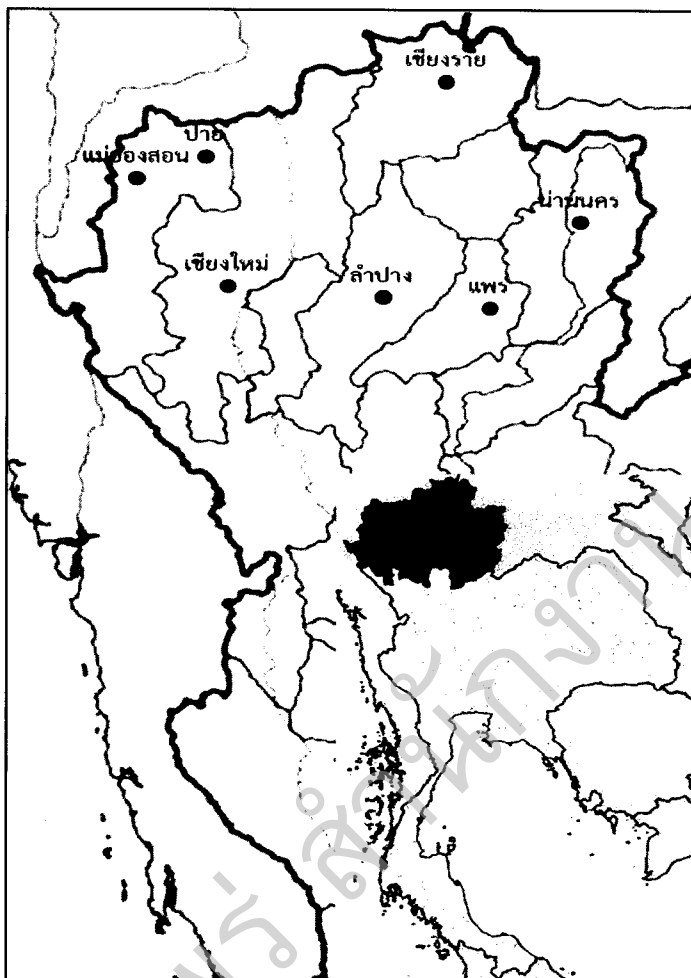 เชียงราย
ปาย
แม่ฮ่องสอน
น่านนคร
เชียงใหม่
ลำปาง
แพร่